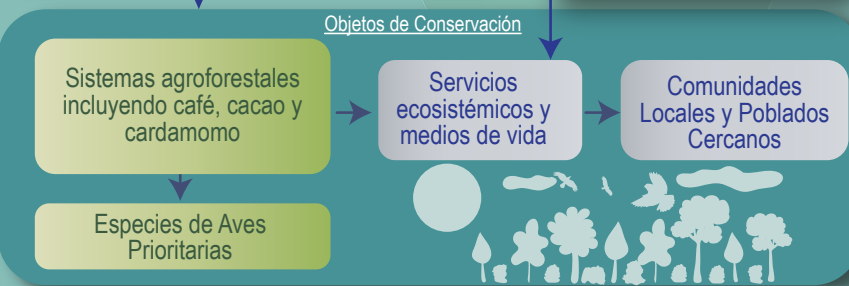 Objetos de Conservación
Sistemas agroforestales
incluyendo café, cacao y
cardamomo
Servicios
ecosistémicos y
medios de vida
Comunidades
Locales y Poblados
Cercanos
Especies de Aves
Prioritarias